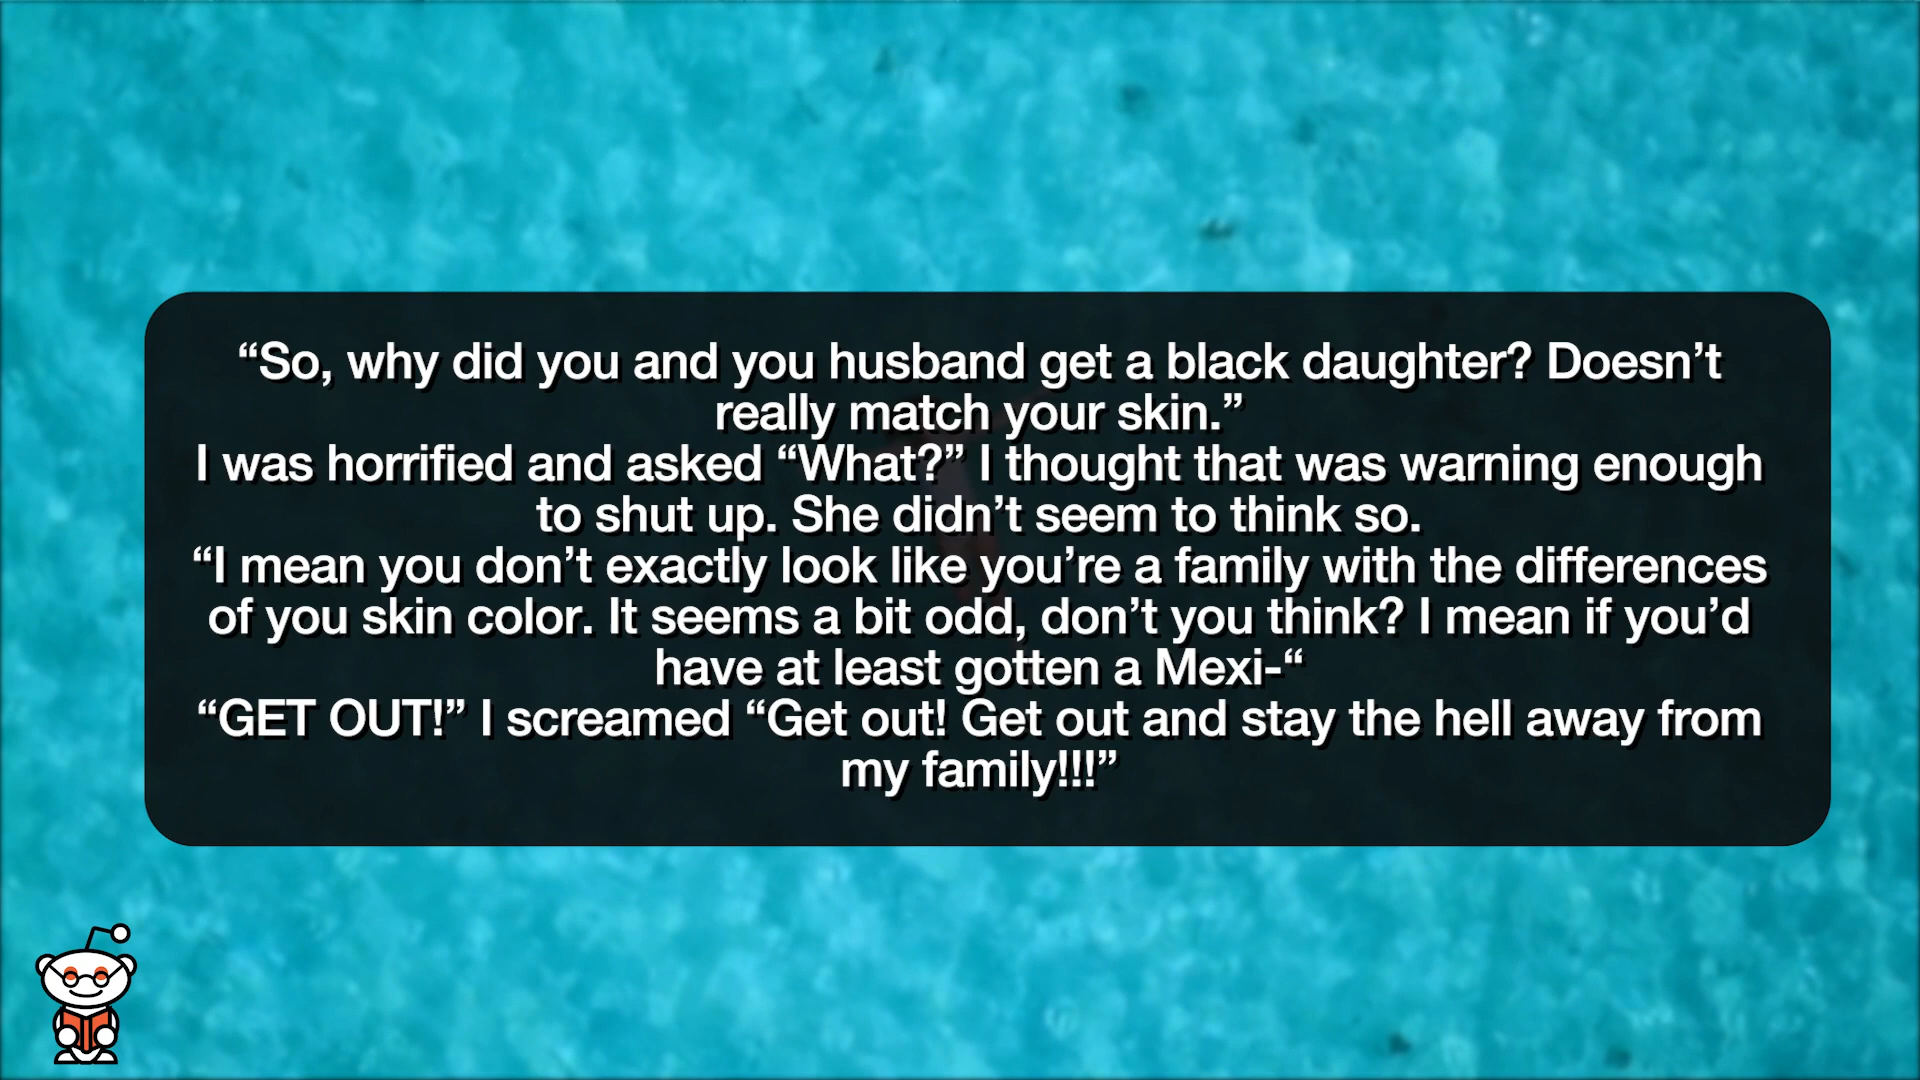 “So, why did you and you husband get a black daughter? Doesn’t
really match your skin.”
I was horrified and asked “What?” I thought that was warning enough
to shut up. She didn’t seem to think so.
“I mean you don’t exactly look like you’re a family with the differences
of you skin color. It seems a bit odd, don’t you think? I mean if you’d
have at least gotten a Mexi-“
“GET OUT!” I screamed “Get out! Get out and stay the hell away from
my family!!!”